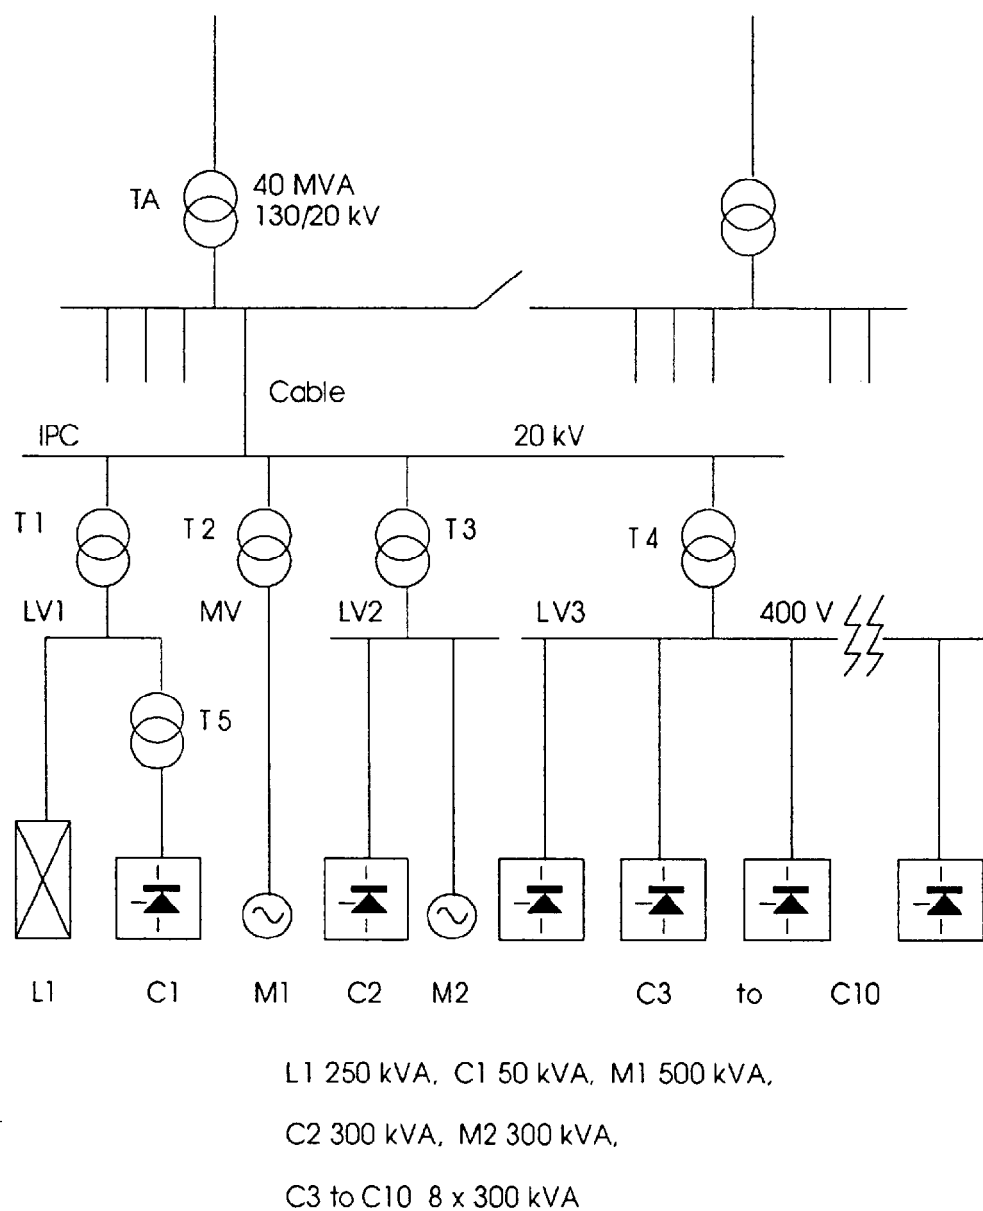 TA
40 MVA
130/20 kV
Cable
IPC
20 kV
T1
T2
T3
T4
LV1
MV
LV2
LV3
400 V
T5
L1
C1
M1
C2
M2
C3
to
C10
L1 250 kVA, C1 50 kVA, M1 500 kVA,
C2 300 kVA, M2 300 kVA,
C3 to C10 8 x 300 kVA